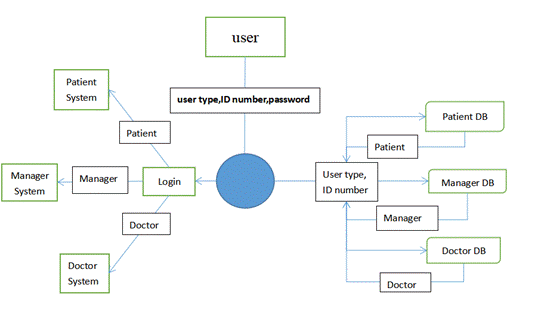 user
user type,ID number,password
Patient
System
Patient
Manager
System
Manager
Login
Doctor
Doctor
System
User type,
ID number
Patient DB
Patient
Manager DB
Manager
Doctor DB
Doctor